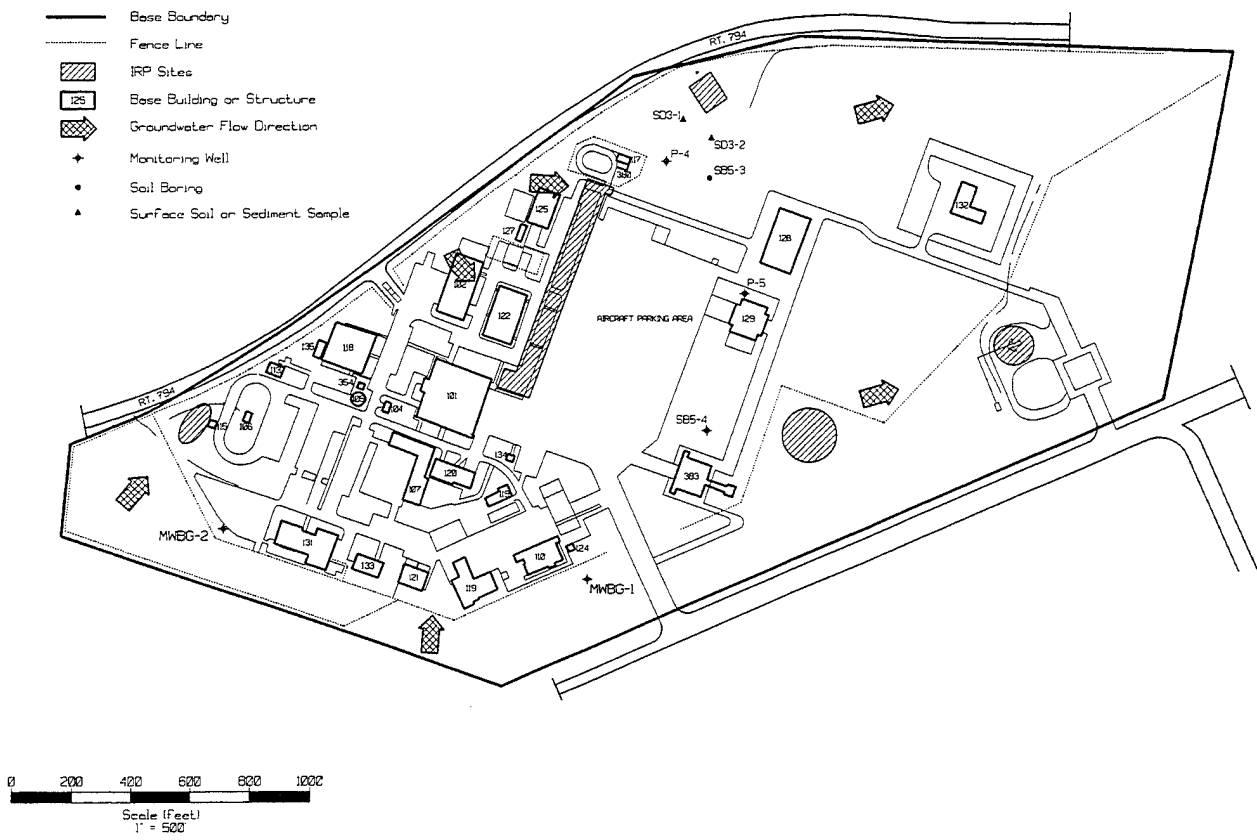 Base Boundary
Fence Line
IRP Sites
125 Base Building or Structure
Groundwater Flow Direction
Monitoring Well
Soil Boring
Surface Soil or Sediment Sample
RT. 794
SD3-1
SD3-2
P-4
SB5-3
117
380
125
127
102
122
132
128
P-5
129
AIRCRAFT PARKING AREA
118
135
113
354
105
104
101
RT. 794
115
106
SB5-4
134
120
107
383
MWBG-2
131
133
121
119
110
124
MWBG-1
0 200 400 600 800 1000
Scale (Feet)
1" = 500'